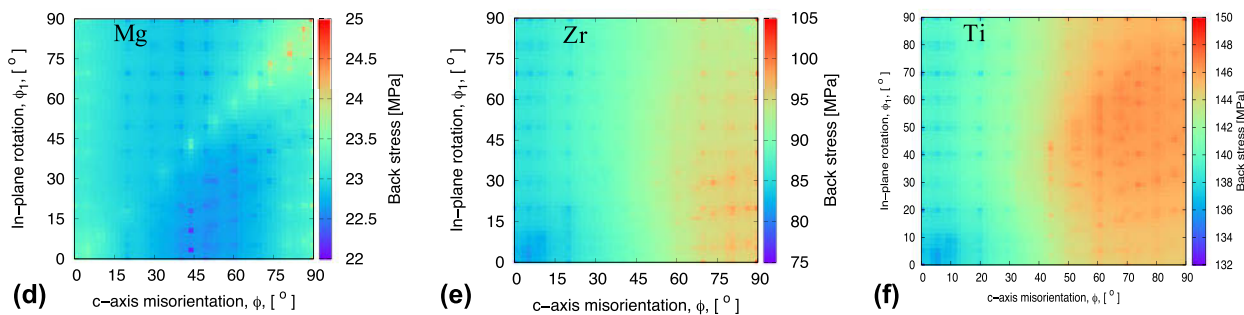 Mg
90
75
60
45
30
15
0
In−plane rotation, ϕ1, [ o ]
0 15 30 45 60 75 90
c−axis misorientation, ϕ, [ o ]
25
24.5
24
23.5
23
22.5
22
Back stress [MPa]
(d)
Zr
90
75
60
45
30
15
0
In−plane rotation, ϕ1, [ o ]
0 15 30 45 60 75 90
c−axis misorientation, ϕ, [ o ]
105
100
95
90
85
80
75
Back stress [MPa]
(e)
Ti
90
80
70
60
50
40
30
20
10
0
In−plane rotation, ϕ1, [ o ]
0 10 20 30 40 50 60 70 80 90
c−axis misorientation, ϕ, [ o ]
150
148
146
144
142
140
138
136
134
132
Back stress [MPa]
(f)